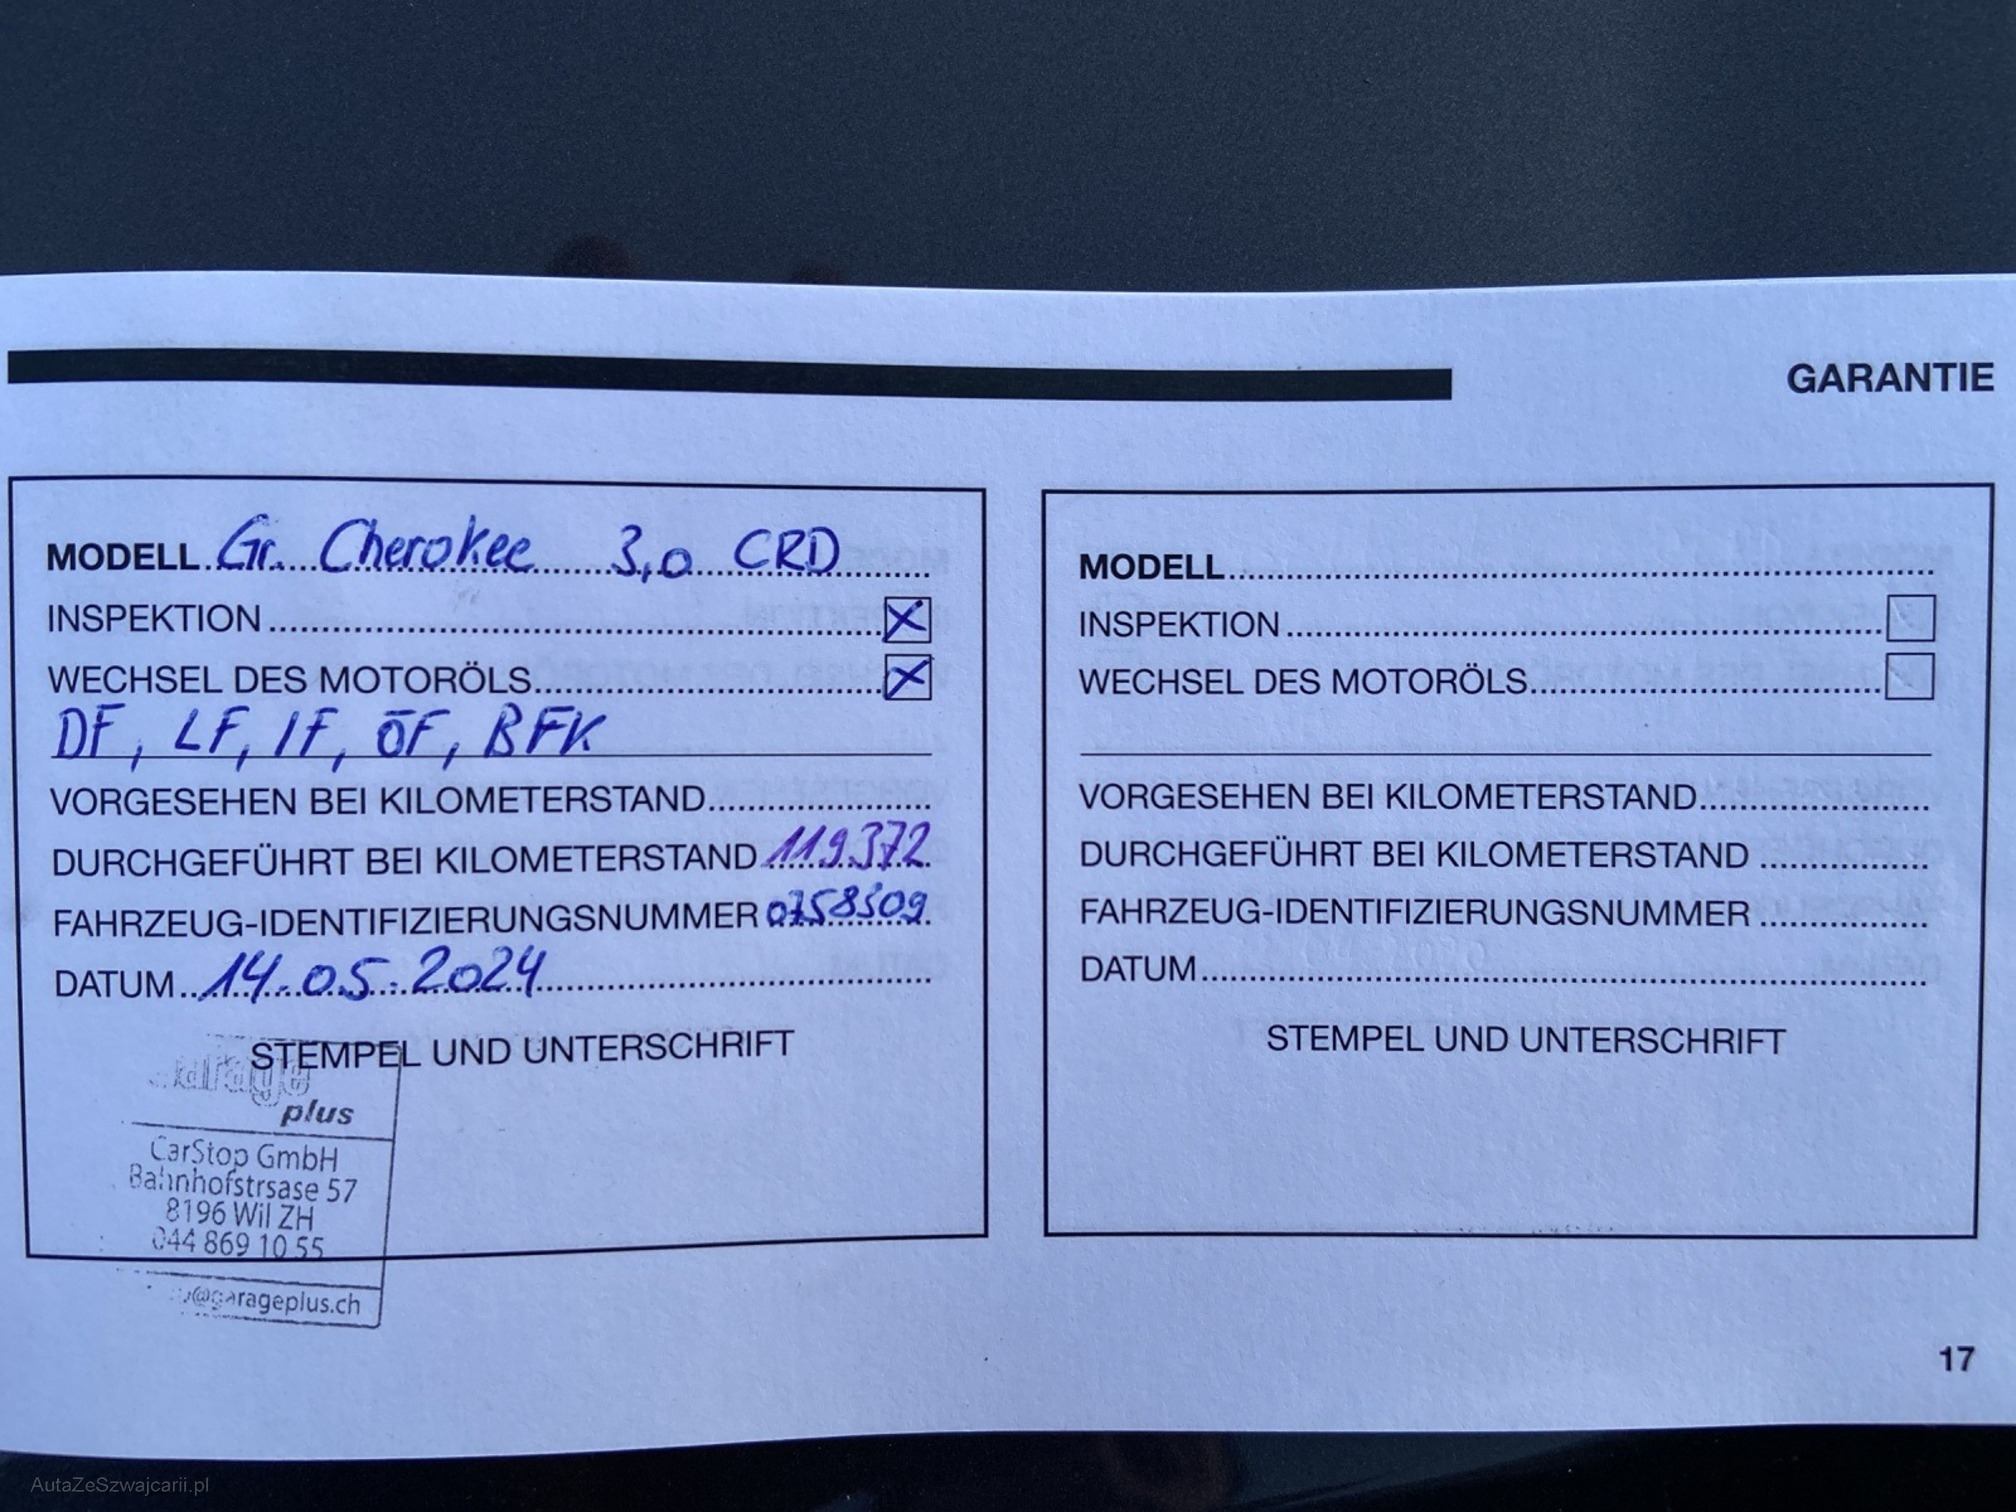 GARANTIE
MODELL Gr. Cherokee 3,0 CRD
INSPEKTION
WECHSEL DES MOTORÖLS
DF, LF, IF, ÖF, BFK
VORGESEHEN BEI KILOMETERSTAND
DURCHGEFÜHRT BEI KILOMETERSTAND 119.372
FAHRZEUG-IDENTIFIZIERUNGSNUMMER
DATUM 14.05.2024
STEMPEL UND UNTERSCHRIFT
Garage
plus
CarStop GmbH
Bahnhofstrsase 57
8196 Wil ZH
044 869 10 55
@garageplus.ch
MODELL
INSPEKTION
WECHSEL DES MOTORÖLS
VORGESEHEN BEI KILOMETERSTAND
DURCHGEFÜHRT BEI KILOMETERSTAND
FAHRZEUG-IDENTIFIZIERUNGSNUMMER
DATUM
STEMPEL UND UNTERSCHRIFT
17
AutaZeSzwajcarii.pl